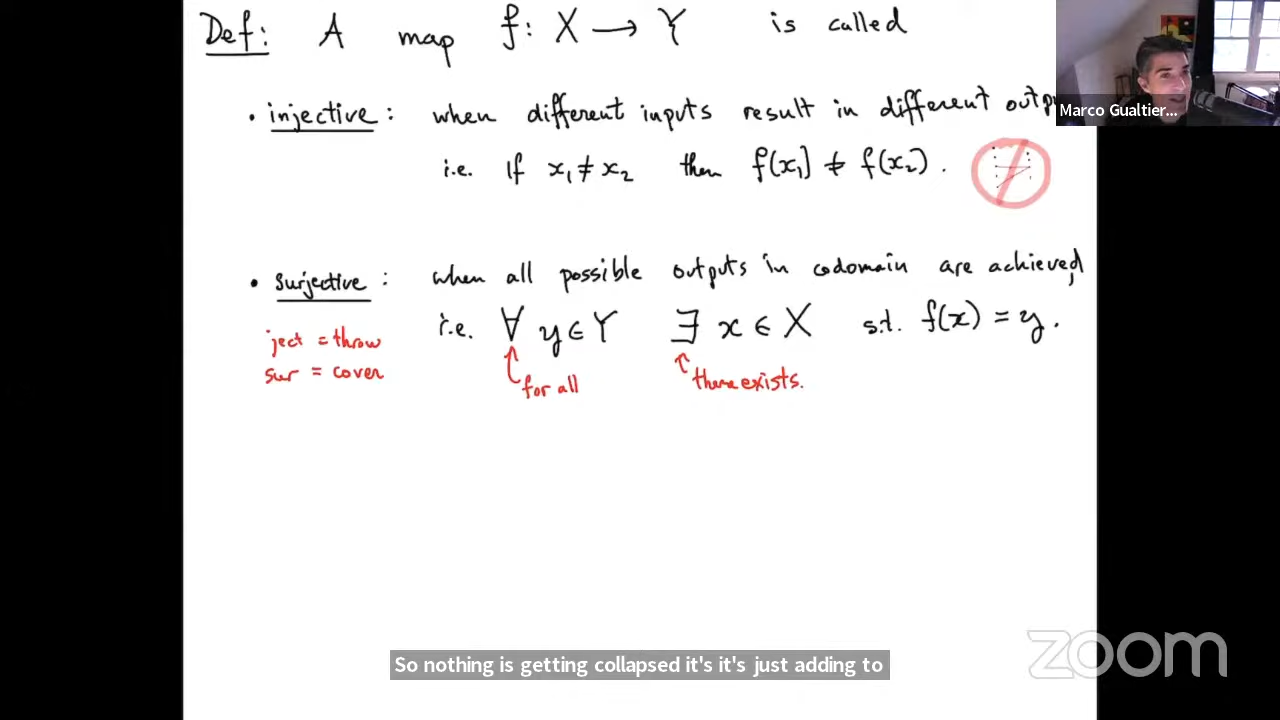 Def: A map f: X → Y is called
• injective: when different inputs result in different outp
Marco Gualtier...
i.e. If x₁ ≠ x₂ then f(x₁) ≠ f(x₂).
• Surjective: when all possible outputs in codomain are achieved,
i.e. ∀ y ∈ Y ∃ x ∈ X s.t. f(x) = y.
ject = throw
sur = cover
for all
there exists.
So nothing is getting collapsed it's it's just adding to
zoom